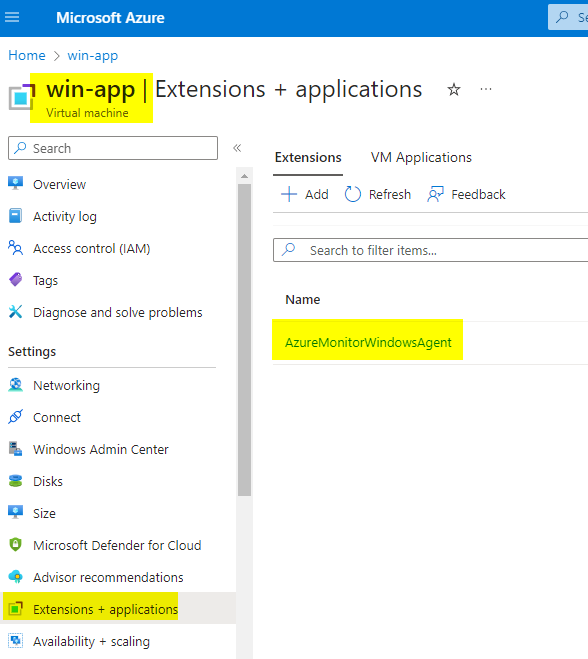 Microsoft Azure
Home > win-app
win-app | Extensions + applications
Virtual machine
Search
Overview
Activity log
Access control (IAM)
Tags
Diagnose and solve problems
Settings
Networking
Connect
Windows Admin Center
Disks
Size
Microsoft Defender for Cloud
Advisor recommendations
Extensions + applications
Availability + scaling
Extensions VM Applications
Add Refresh Feedback
Search to filter items...
Name
AzureMonitorWindowsAgent